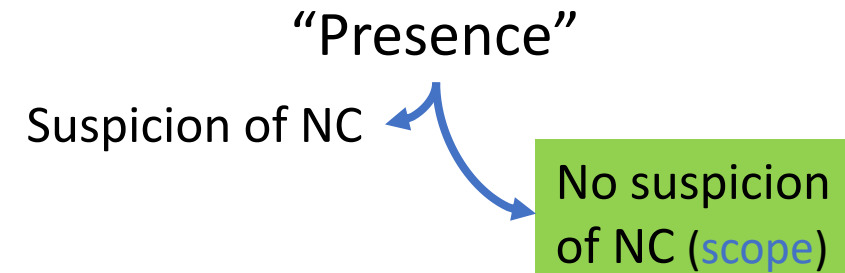 “Presence”
Suspicion of NC
No suspicion
of NC (scope)